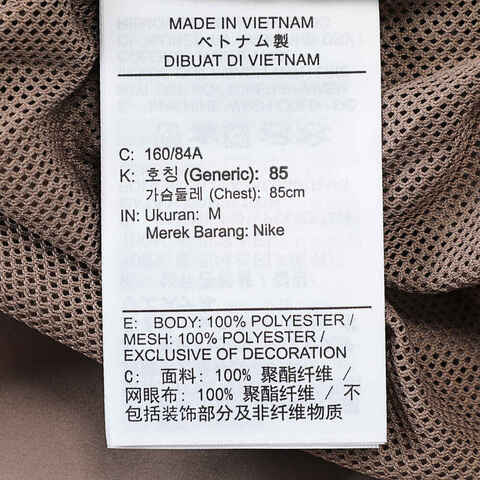 MADE IN VIETNAM
ベトナム製
DIBUAT DI VIETNAM
C: 160/84A
K: 호칭 (Generic): 85
가슴둘레 (Chest): 85cm
IN: Ukuran: M
Merek Barang: Nike
E: BODY: 100% POLYESTER /
MESH: 100% POLYESTER /
EXCLUSIVE OF DECORATION
C: 面料: 100% 聚酯纤维 /
网眼布: 100% 聚酯纤维 / 不
包括装饰部分及非纤维物质